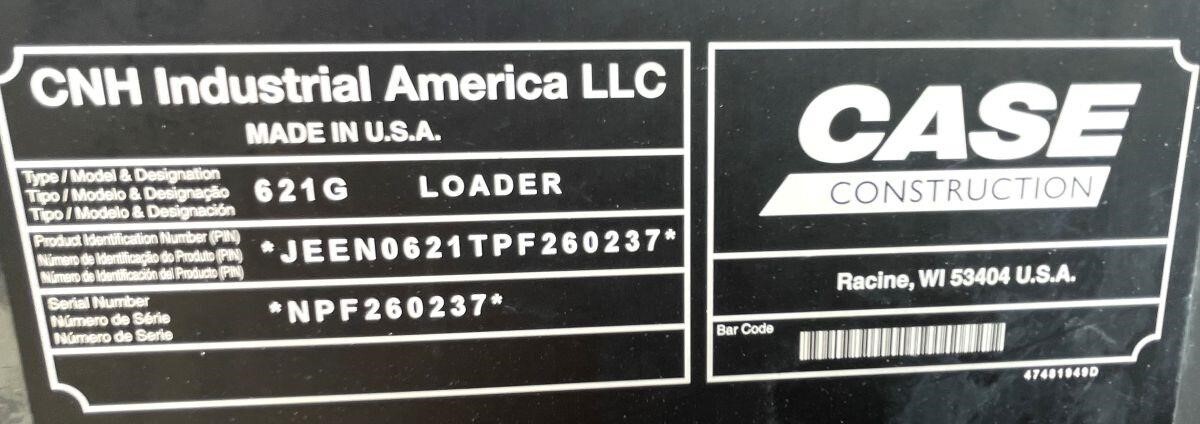 CNH Industrial America LLC
MADE IN U.S.A.
Type / Model & Designation
Tipo / Modelo & Designação
Tipo / Modelo & Designación
621G LOADER
Product Identification Number (PIN)
Número de Identificação do Produto (PIN)
Número de Identificación del Producto (PIN)
*JEEN0621TPF260237*
Serial Number
Número de Série
Número de Serie
*NPF260237*
CASE
CONSTRUCTION
Racine, WI 53404 U.S.A.
Bar Code
47481949D